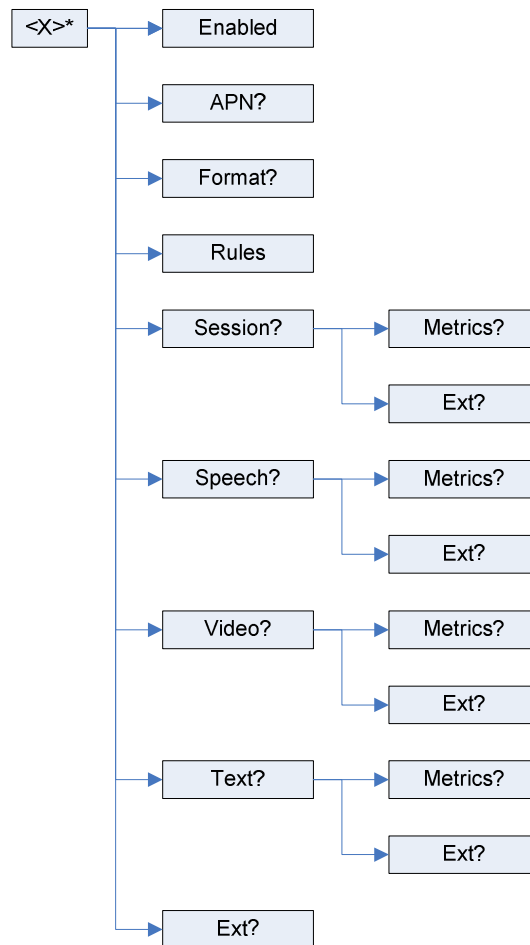 <X>*
Enabled
APN?
Format?
Rules
Session?
Metrics?
Ext?
Speech?
Metrics?
Ext?
Video?
Metrics?
Ext?
Text?
Metrics?
Ext?
Ext?